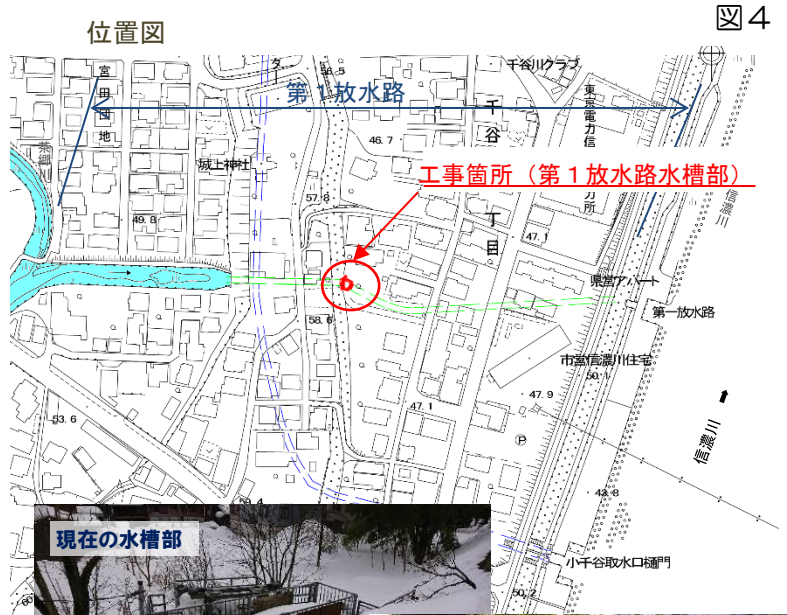 図4
位置図
宮田団地
茶郷川
第1放水路
56.5
千谷川クラブ
46.7
城上神社
57.8
49.8
工事箇所（第1放水路水槽部）
47.1
信濃川
千谷
丁目
県営アパート
第一放水路
58.6
市営信濃川住宅
50.1
47.9
47.1
53.6
P
信濃川
43.8
現在の水槽部
小千谷取水口樋門
50.2